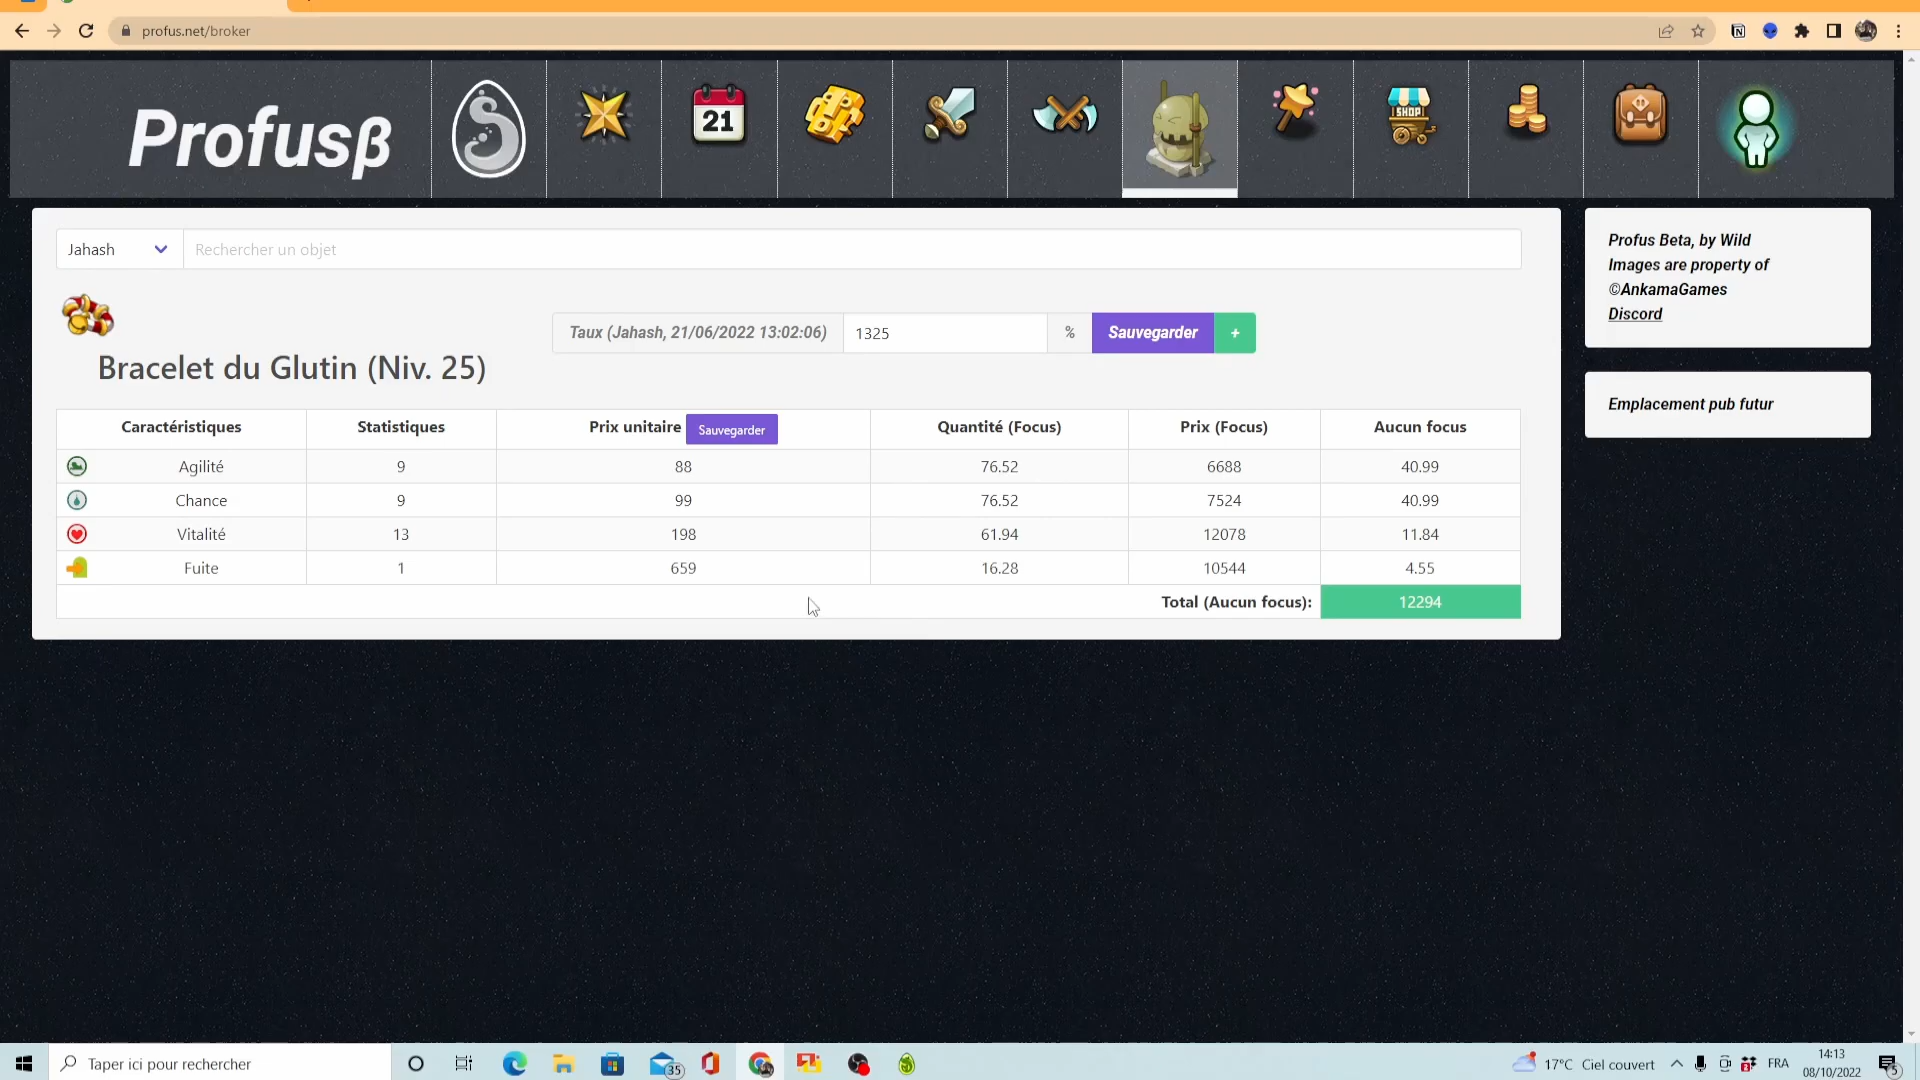 profus.net/broker
Profusβ
21
SHOP
Jahash
Rechercher un objet
Profus Beta, by Wild
Images are property of
©AnkamaGames
Discord
Emplacement pub futur
Taux (Jahash, 21/06/2022 13:02:06) 1325 % Sauvegarder +
Bracelet du Glutin (Niv. 25)
Caractéristiques Statistiques Prix unitaire Sauvegarder Quantité (Focus) Prix (Focus) Aucun focus
Agilité 9 88 76.52 6688 40.99
Chance 9 99 76.52 7524 40.99
Vitalité 13 198 61.94 12078 11.84
Fuite 1 659 16.28 10544 4.55
Total (Aucun focus): 12294
Taper ici pour rechercher
35
17°C Ciel couvert
FRA
14:13
08/10/2022
5